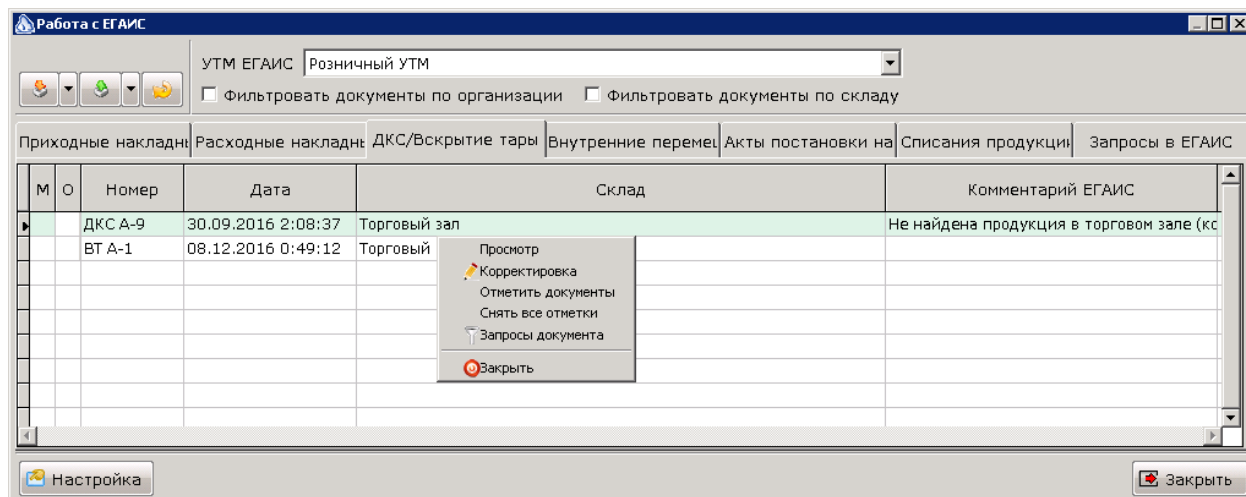 Работа с ЕГАИС
УТМ ЕГАИС Розничный УТМ
Фильтровать документы по организации Фильтровать документы по складу
Приходные накладн Расходные накладн ДКС/Вскрытие тары Внутренние перемещ Акты постановки на Списания продукции Запросы в ЕГАИС
М О Номер Дата Склад Комментарий ЕГАИС
ДКС А-9 30.09.2016 2:08:37 Торговый зал Не найдена продукция в торговом зале (ко
ВТ А-1 08.12.2016 0:49:12 Торговый
Просмотр
Корректировка
Отметить документы
Снять все отметки
Запросы документа
Закрыть
Настройка Закрыть